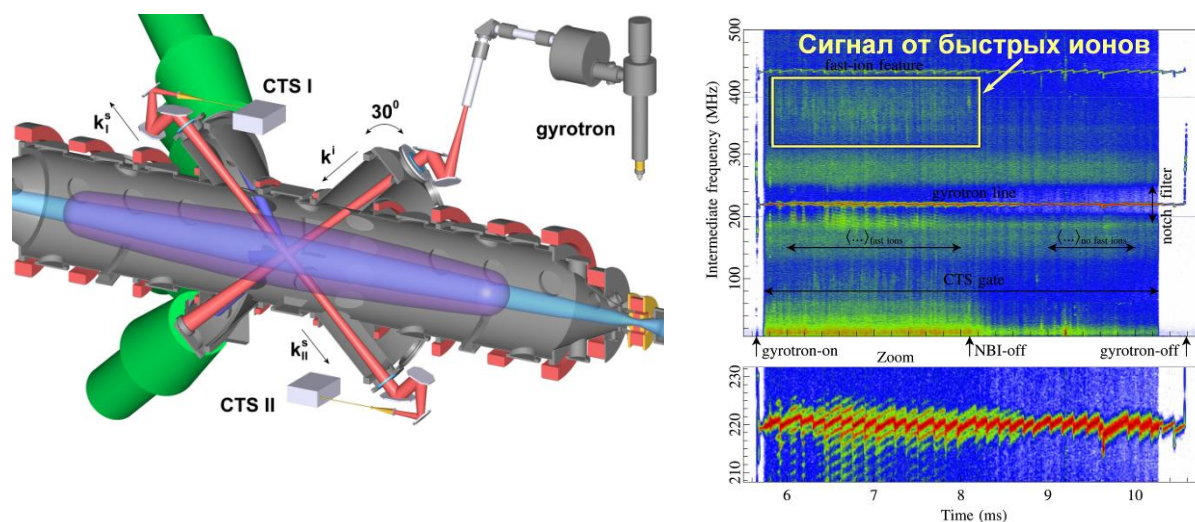 CTS I
k^s_I
30^0
k^i
gyrotron
k^s_II
CTS II
Сигнал от быстрых ионов
fast-ion feature
gyrotron line
notch filter
⟨...⟩fast ions
⟨...⟩no fast ions
CTS gate
Intermediate frequency (MHz)
500
400
300
200
100
gyrotron-on
Zoom
NBI-off
gyrotron-off
230
220
210
6
7
8
9
10
Time (ms)